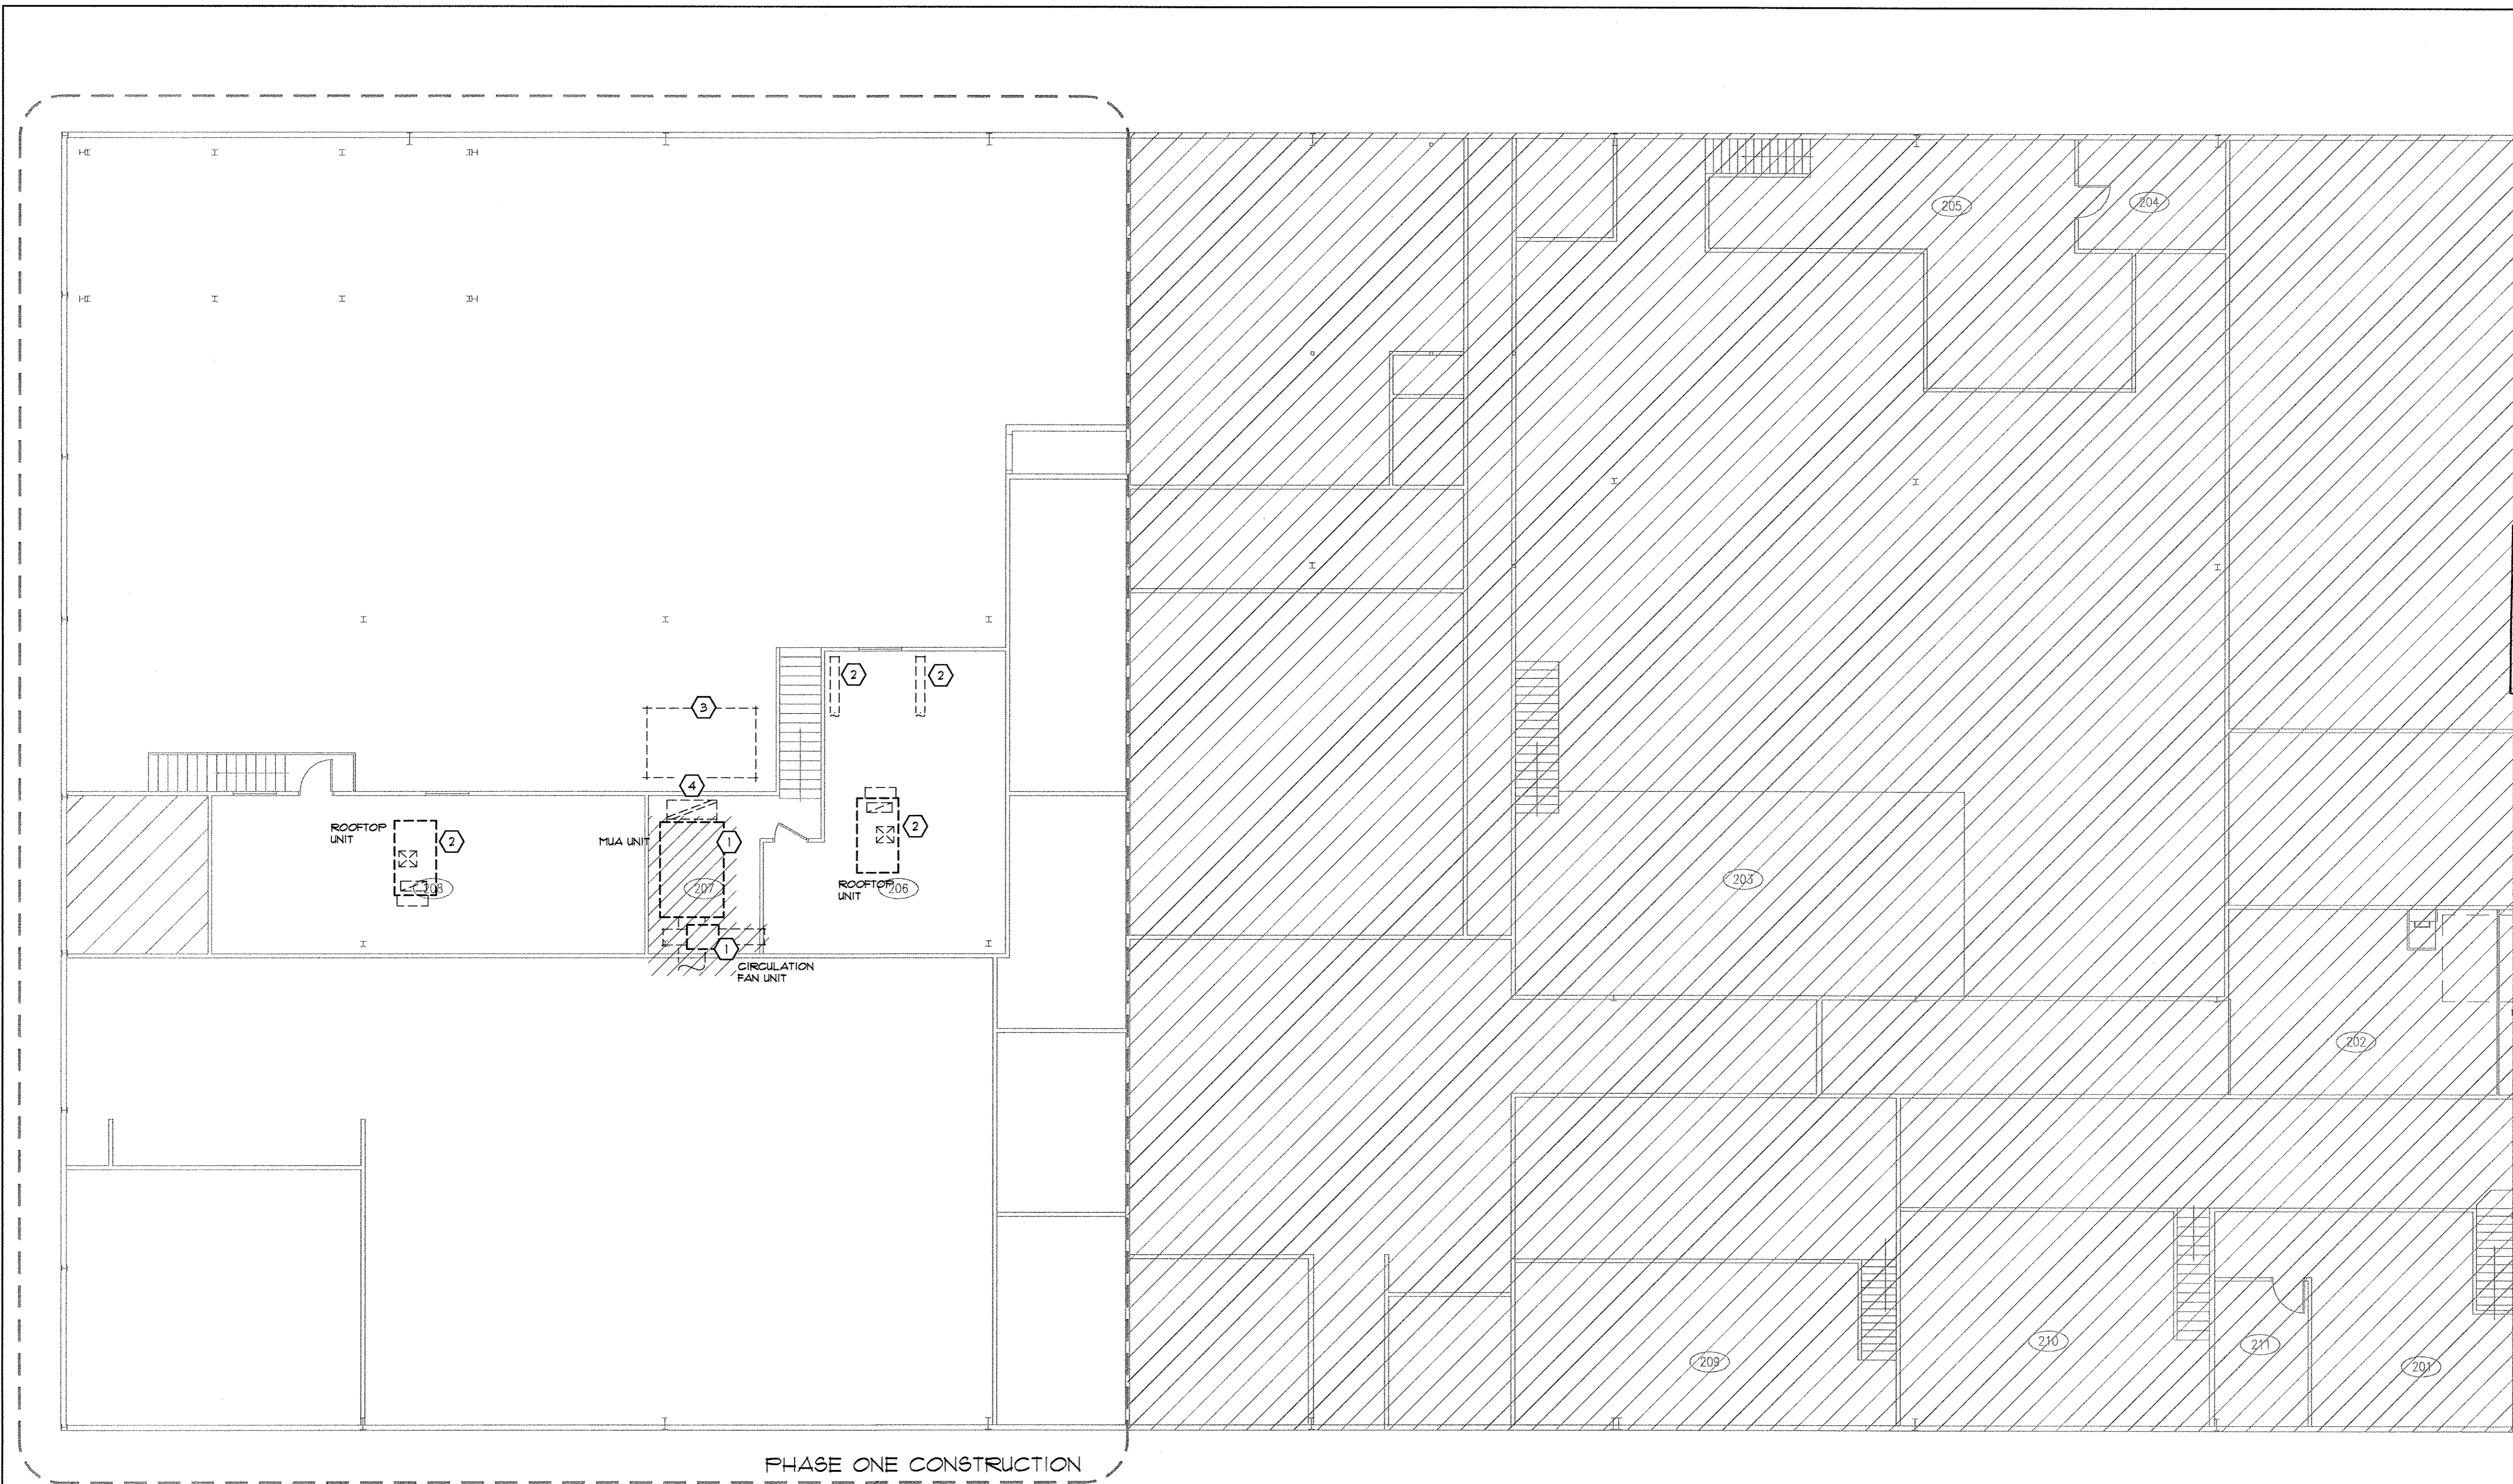 205
204
2
2
3
4
ROOFTOP
UNIT
2
MUA UNIT
1
2
208
207
ROOFTOP
UNIT
206
203
1
CIRCULATION
FAN UNIT
202
209
210
211
201
PHASE ONE CONSTRUCTION